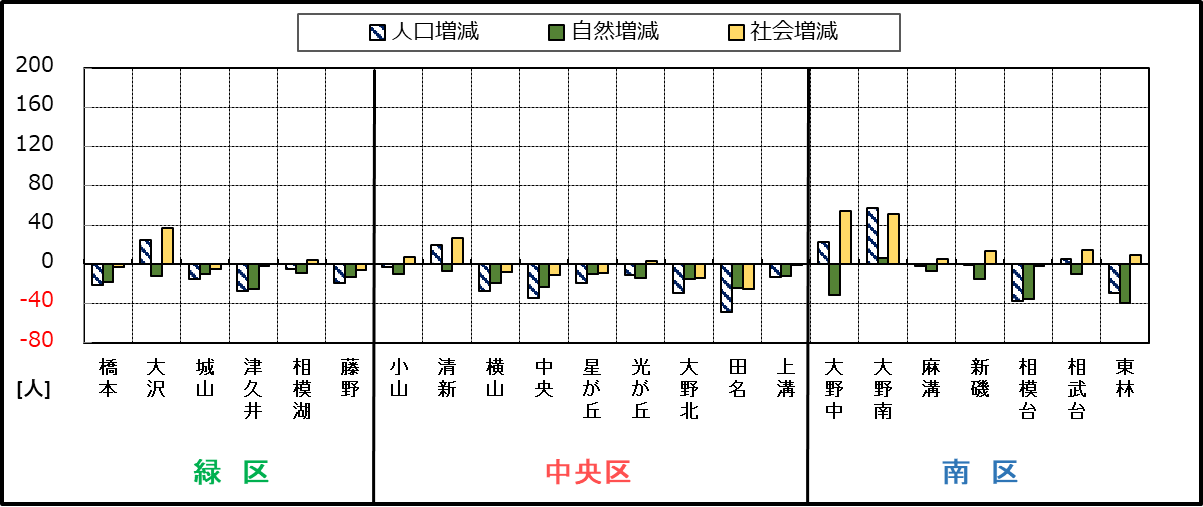 人口増減 自然増減 社会増減
200
160
120
80
40
0
-40
-80
[人]
橋本 大沢 城山 津久井 相模湖 藤野 小山 清新 横山 中央 星が丘 光が丘 大野北 田名 上溝 大野中 大野南 麻溝 新磯 相模台 相武台 東林
緑 区 中央区 南 区